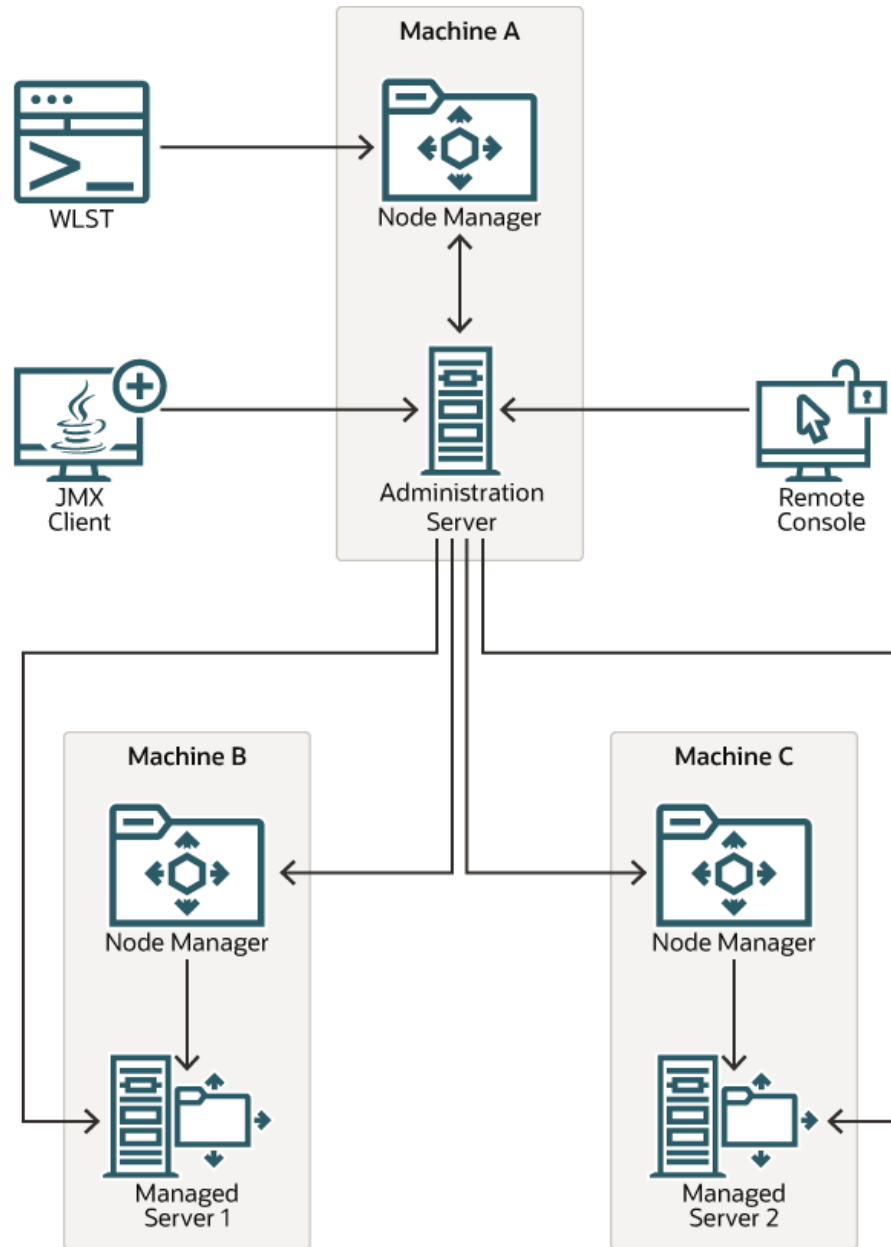 Machine A
Node Manager
WLST
JMX
Client
Administration
Server
Remote
Console
Machine B
Node Manager
Managed
Server 1
Machine C
Node Manager
Managed
Server 2